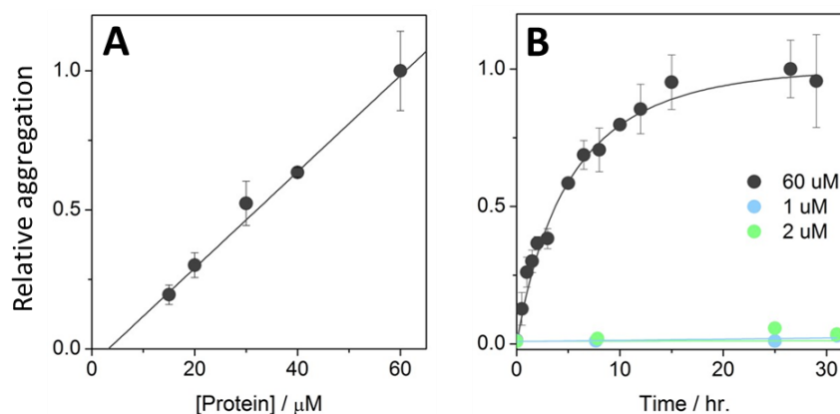 A
Relative aggregation
1.0
0.5
0.0
0
20
40
60
[Protein] / μM
B
1.0
0.5
0.0
60 uM
1 uM
2 uM
0
10
20
30
Time / hr.